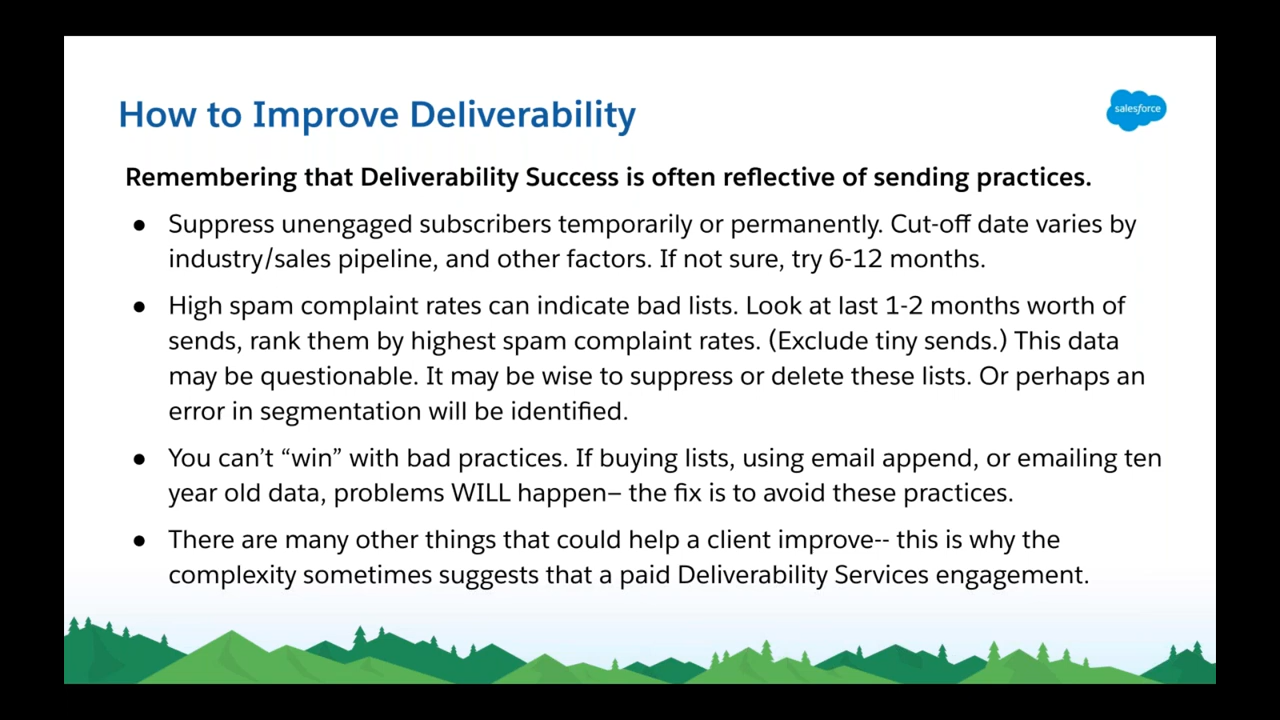 How to Improve Deliverability
salesforce
Remembering that Deliverability Success is often reflective of sending practices.
● Suppress unengaged subscribers temporarily or permanently. Cut-off date varies by
industry/sales pipeline, and other factors. If not sure, try 6-12 months.
● High spam complaint rates can indicate bad lists. Look at last 1-2 months worth of
sends, rank them by highest spam complaint rates. (Exclude tiny sends.) This data
may be questionable. It may be wise to suppress or delete these lists. Or perhaps an
error in segmentation will be identified.
● You can’t “win” with bad practices. If buying lists, using email append, or emailing ten
year old data, problems WILL happen– the fix is to avoid these practices.
● There are many other things that could help a client improve-- this is why the
complexity sometimes suggests that a paid Deliverability Services engagement.